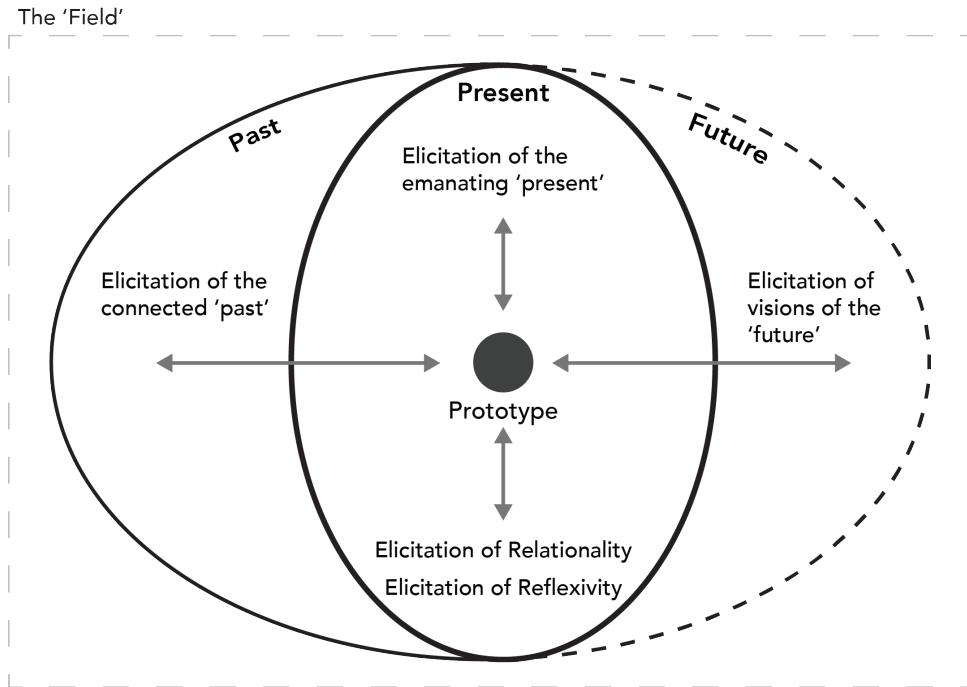 The ‘Field’
Present
Past
Future
Elicitation of the
emanating ‘present’
Elicitation of the
connected ‘past’
Elicitation of
visions of the
‘future’
Prototype
Elicitation of Relationality
Elicitation of Reflexivity